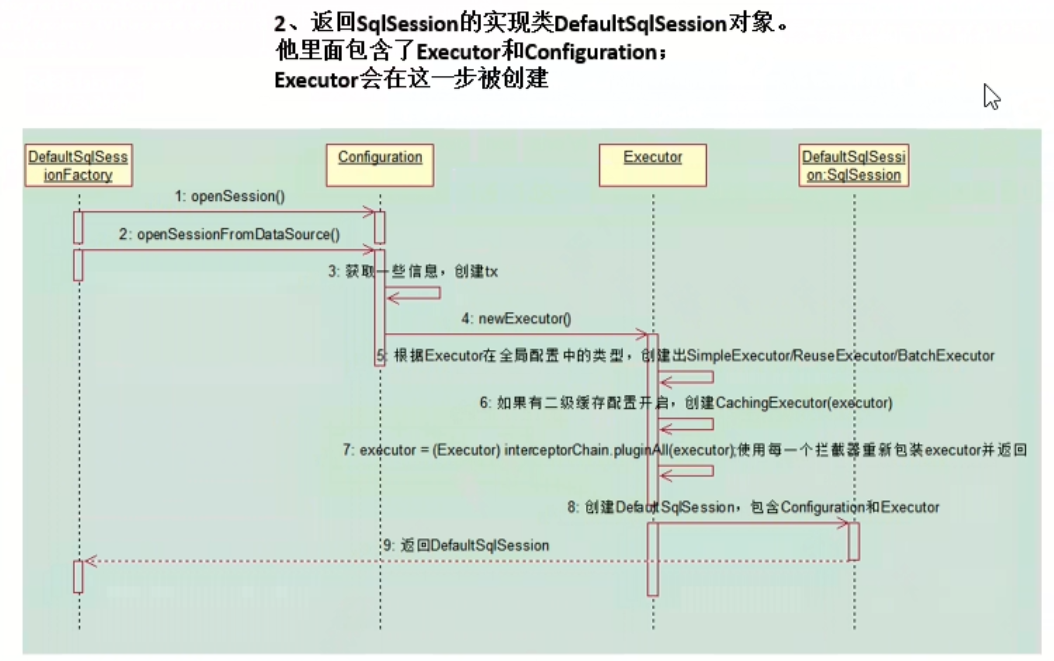 2、返回SqlSession的实现类DefaultSqlSession对象。
他里面包含了Executor和Configuration；
Executor会在这一步被创建
DefaultSqlSess
ionFactory
Configuration
Executor
DefaultSqlSessi
on:SqlSession
1: openSession()
2: openSessionFromDataSource()
3: 获取一些信息，创建tx
4: newExecutor()
5: 根据Executor在全局配置中的类型，创建出SimpleExecutor/ReuseExecutor/BatchExecutor
6: 如果有二级缓存配置开启，创建CachingExecutor(executor)
7: executor = (Executor) interceptorChain.pluginAll(executor);使用每一个拦截器重新包装executor并返回
8: 创建DefaultSqlSession，包含Configuration和Executor
9: 返回DefaultSqlSession